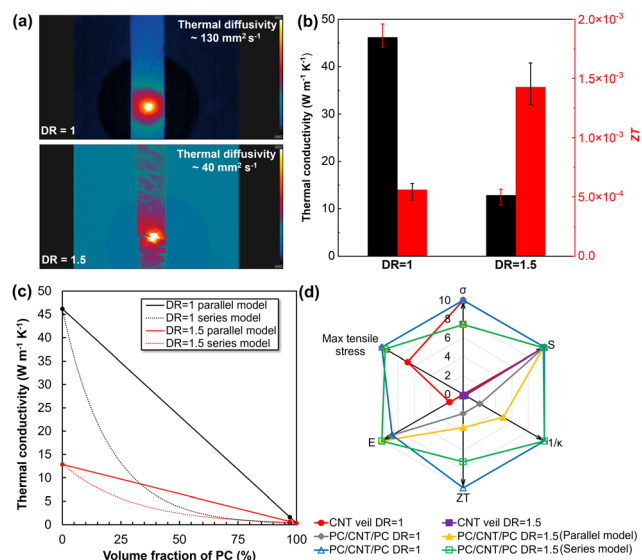 (a)
Thermal diffusivity
~ 130 mm² s⁻¹
DR = 1
Thermal diffusivity
~ 40 mm² s⁻¹
DR = 1.5
(b)
Thermal conductivity (W m⁻¹ K⁻¹)
50
40
30
20
10
0
DR=1
DR=1.5
2.0×10⁻³
1.5×10⁻³
1.0×10⁻³
5.0×10⁻⁴
0.0
ZT
(c)
Thermal conductivity (W m⁻¹ K⁻¹)
50
45
40
35
30
25
20
15
10
5
0
DR=1 parallel model
DR=1 series model
DR=1.5 parallel model
DR=1.5 series model
0
20
40
60
80
100
Volume fraction of PC (%)
(d)
σ
10
8
6
4
2
0
S
1/κ
ZT
E
Max tensile
stress
CNT veil DR=1
CNT veil DR=1.5
PC/CNT/PC DR=1
PC/CNT/PC DR=1.5(Parallel model)
PC/CNT/PC DR=1
PC/CNT/PC DR=1.5(Series model)